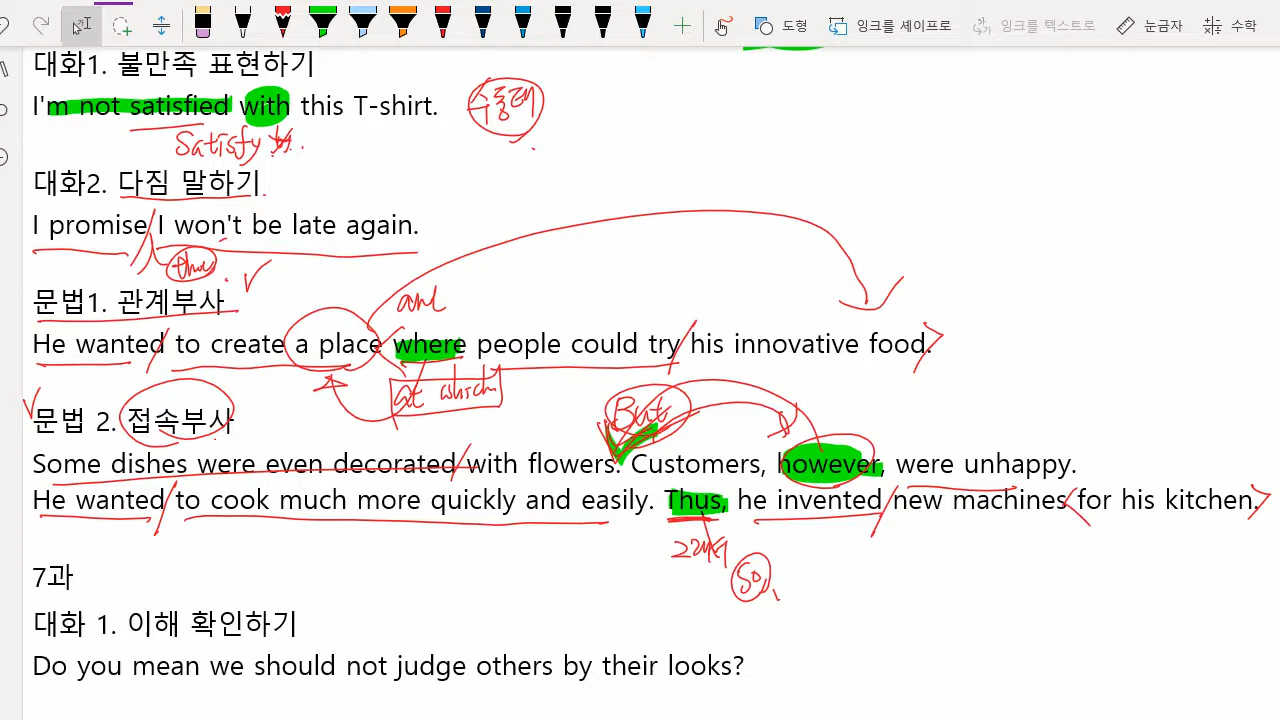 도형 잉크를 셰이프로 잉크를 텍스트로 눈금자 수학
대화1. 불만족 표현하기
I'm not satisfied with this T-shirt. 수동태
Satisfy
대화2. 다짐 말하기
I promise I won't be late again.
문법1. 관계부사
and
He wanted to create a place where people could try his innovative food.
at which
But
문법 2. 접속부사
Some dishes were even decorated with flowers. Customers, however, were unhappy.
He wanted to cook much more quickly and easily. Thus, he invented new machines for his kitchen.
그래서
So,
7과
대화 1. 이해 확인하기
Do you mean we should not judge others by their looks?